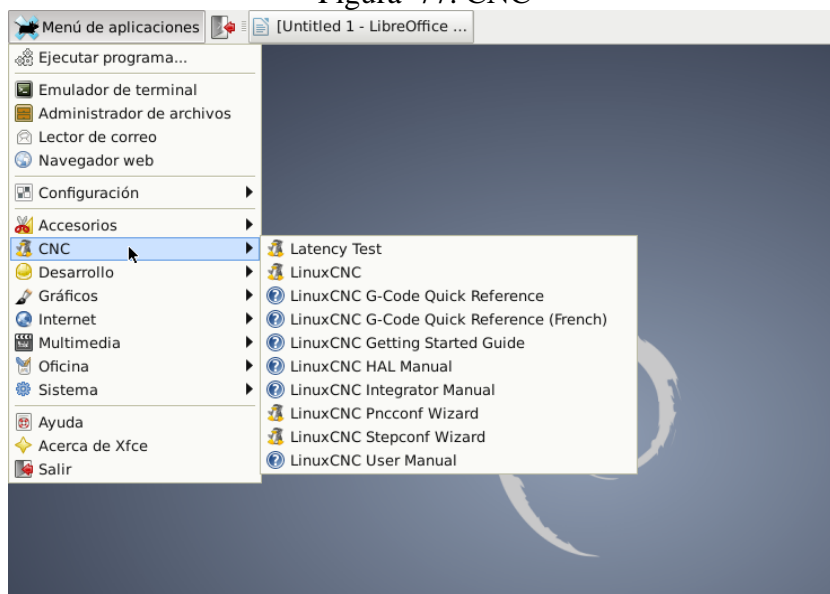 Figura 77. CNC
Menú de aplicaciones
[Untitled 1 - LibreOffice ...
Ejecutar programa...
Emulador de terminal
Administrador de archivos
Lector de correo
Navegador web
Configuración
Accesorios
CNC
Desarrollo
Gráficos
Internet
Multimedia
Oficina
Sistema
Ayuda
Acerca de Xfce
Salir
Latency Test
LinuxCNC
LinuxCNC G-Code Quick Reference
LinuxCNC G-Code Quick Reference (French)
LinuxCNC Getting Started Guide
LinuxCNC HAL Manual
LinuxCNC Integrator Manual
LinuxCNC Pncconf Wizard
LinuxCNC Stepconf Wizard
LinuxCNC User Manual